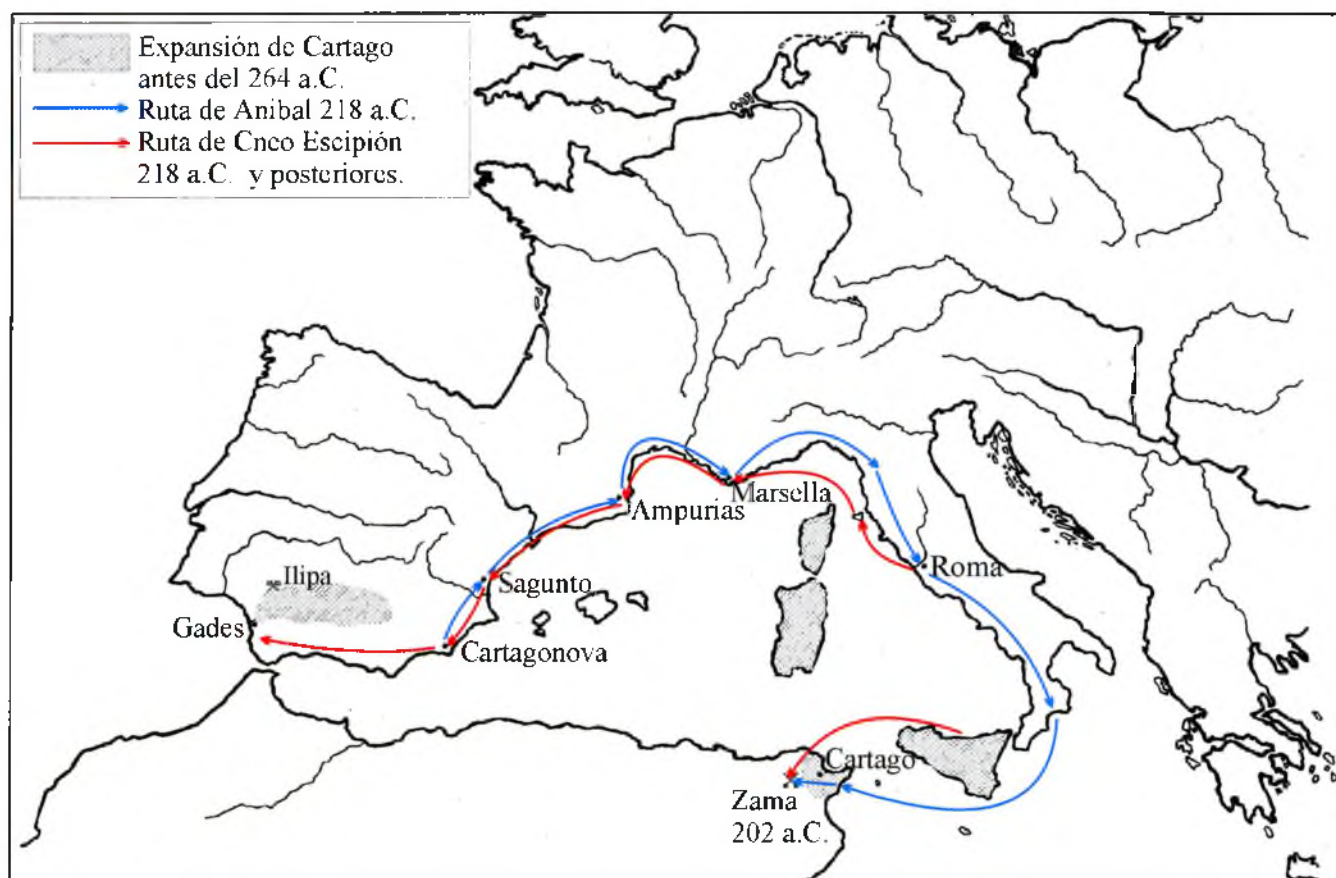 Expansión de Cartago
antes del 264 a.C.
Ruta de Anibal 218 a.C.
Ruta de Cneo Escipión
218 a.C. y posteriores.
Marsella
Ampurias
Roma
Ilipa
Sagunto
Gades
Cartagonova
Cartago
Zama
202 a.C.